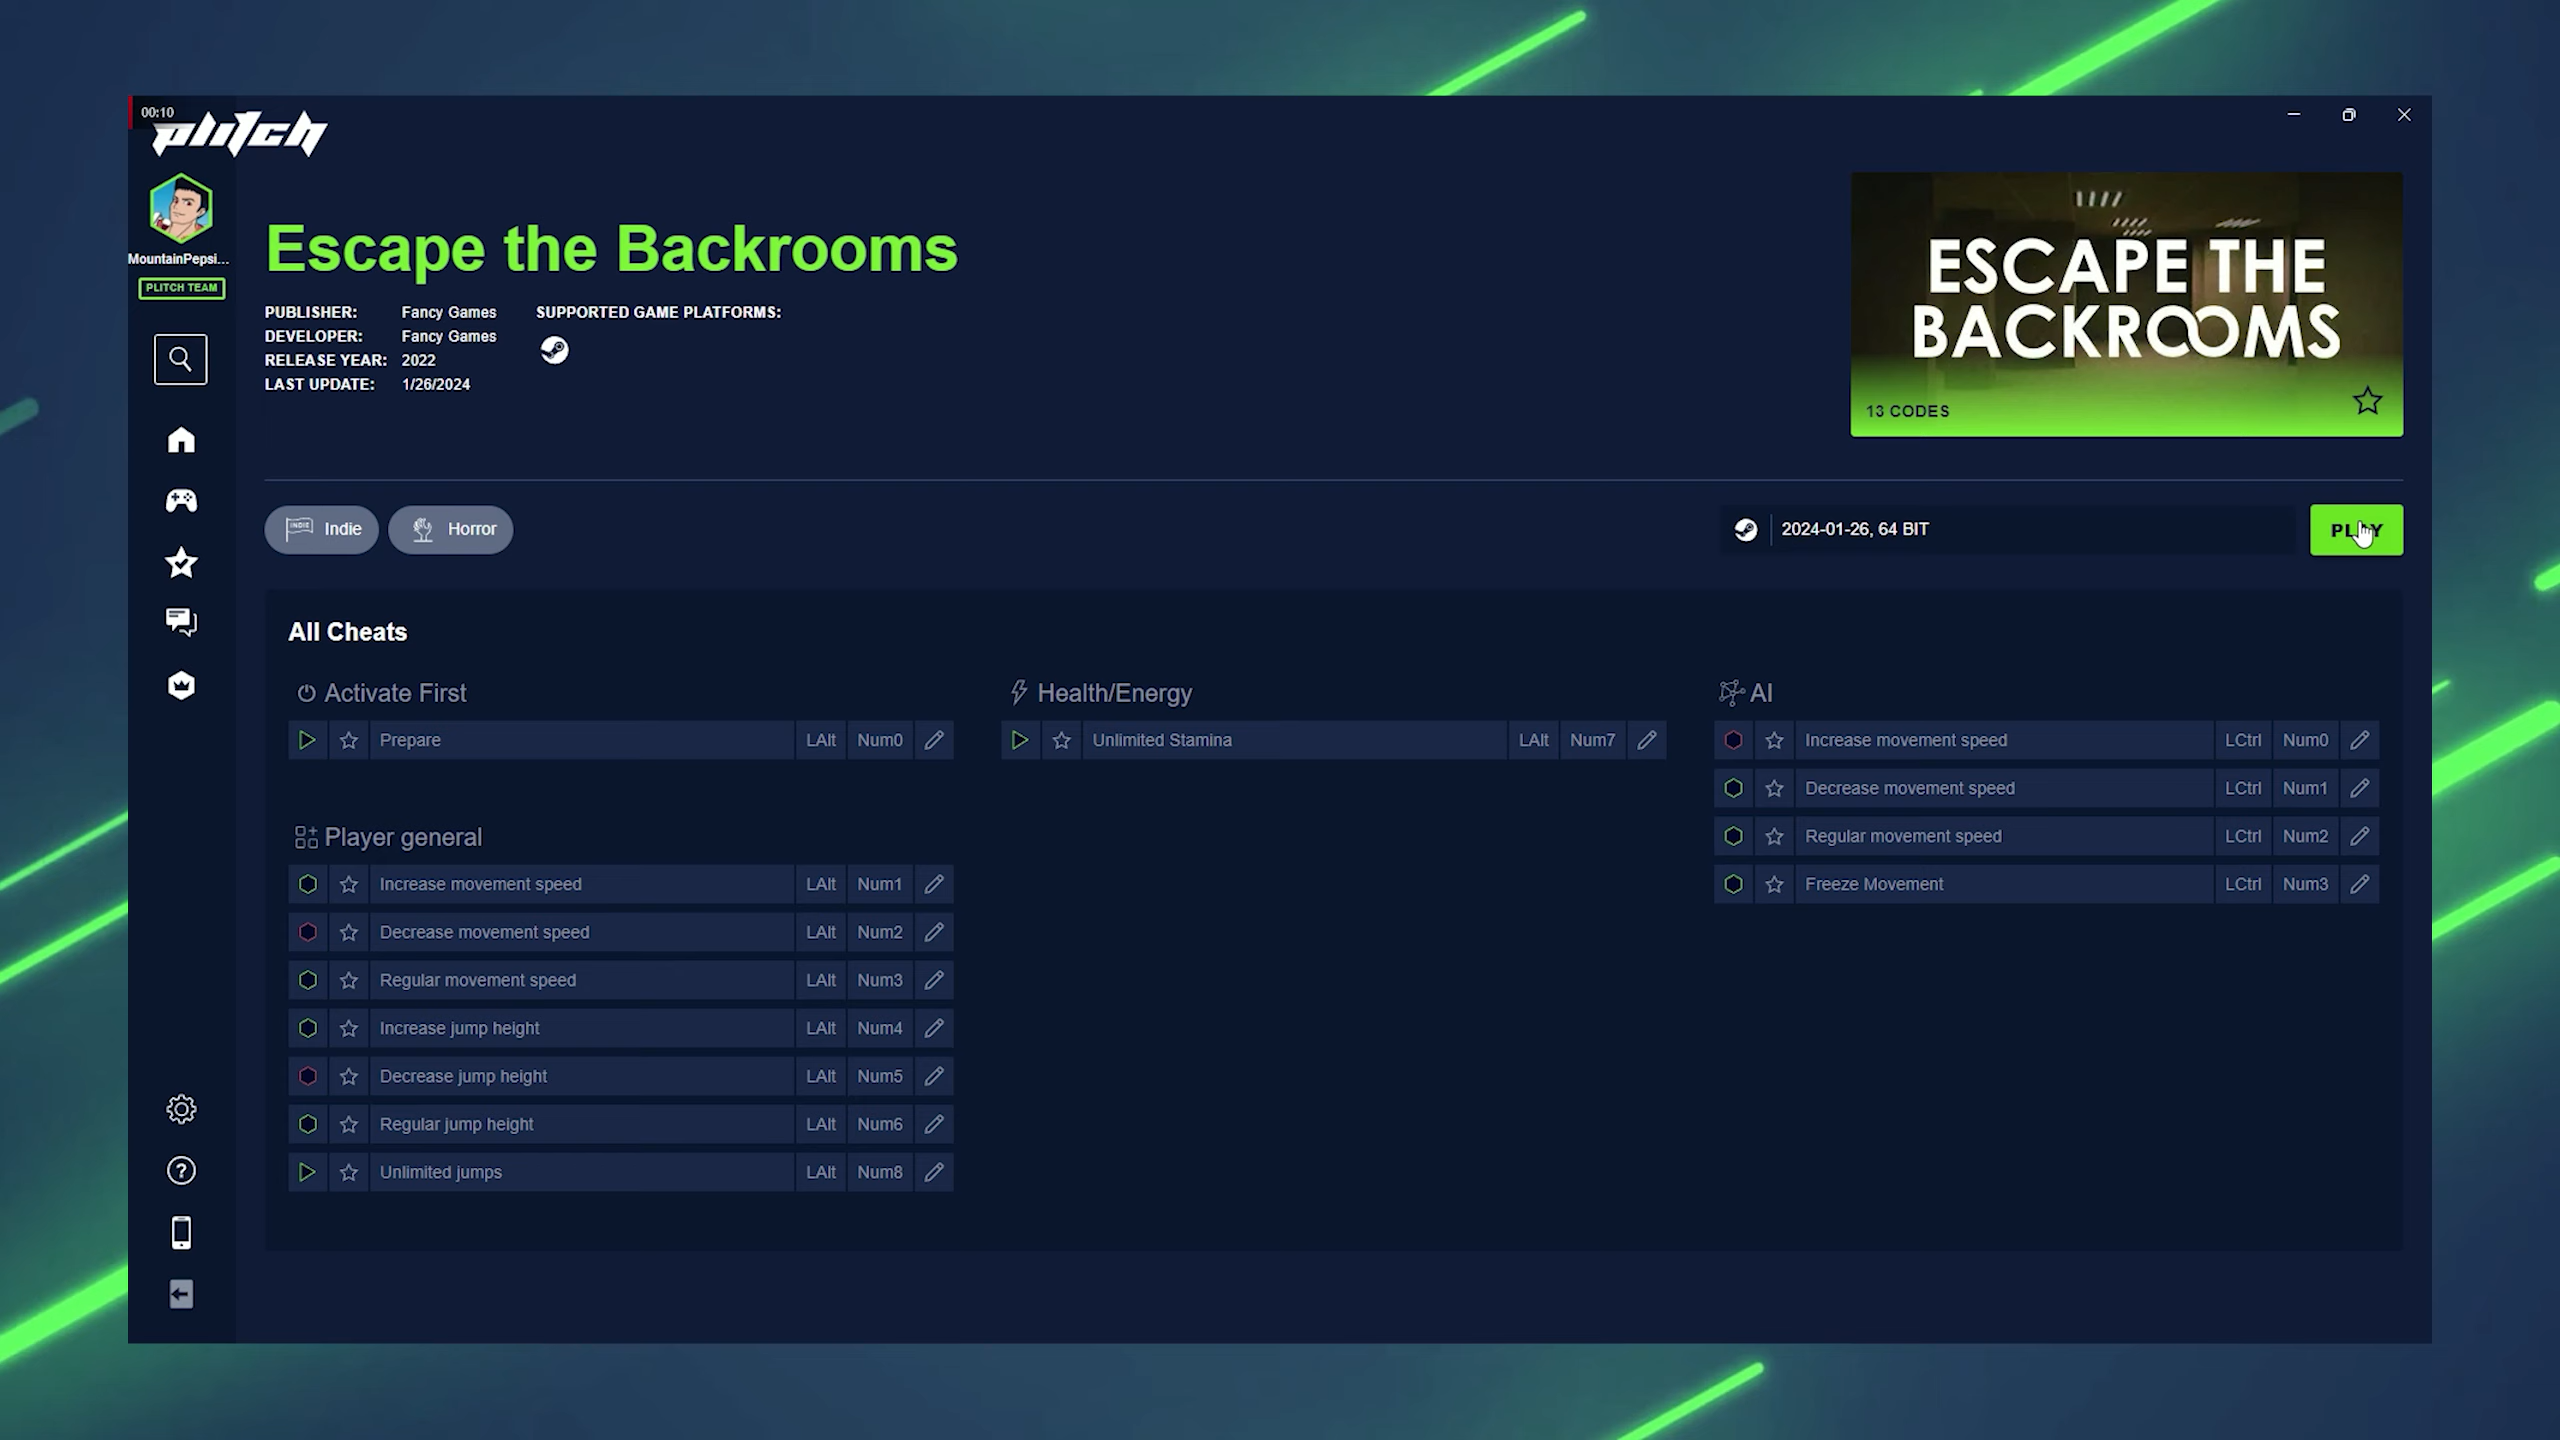 00:10
plitch
MountainPepsi...
PLITCH TEAM
Escape the Backrooms
PUBLISHER: Fancy Games
DEVELOPER: Fancy Games
RELEASE YEAR: 2022
LAST UPDATE: 1/26/2024
SUPPORTED GAME PLATFORMS:
ESCAPE THE
BACKROOMS
13 CODES
INDIE Indie
Horror
2024-01-26, 64 BIT
PLAY
All Cheats
Activate First
Prepare LAlt Num0
Player general
Increase movement speed LAlt Num1
Decrease movement speed LAlt Num2
Regular movement speed LAlt Num3
Increase jump height LAlt Num4
Decrease jump height LAlt Num5
Regular jump height LAlt Num6
Unlimited jumps LAlt Num8
Health/Energy
Unlimited Stamina LAlt Num7
AI
Increase movement speed LCtrl Num0
Decrease movement speed LCtrl Num1
Regular movement speed LCtrl Num2
Freeze Movement LCtrl Num3